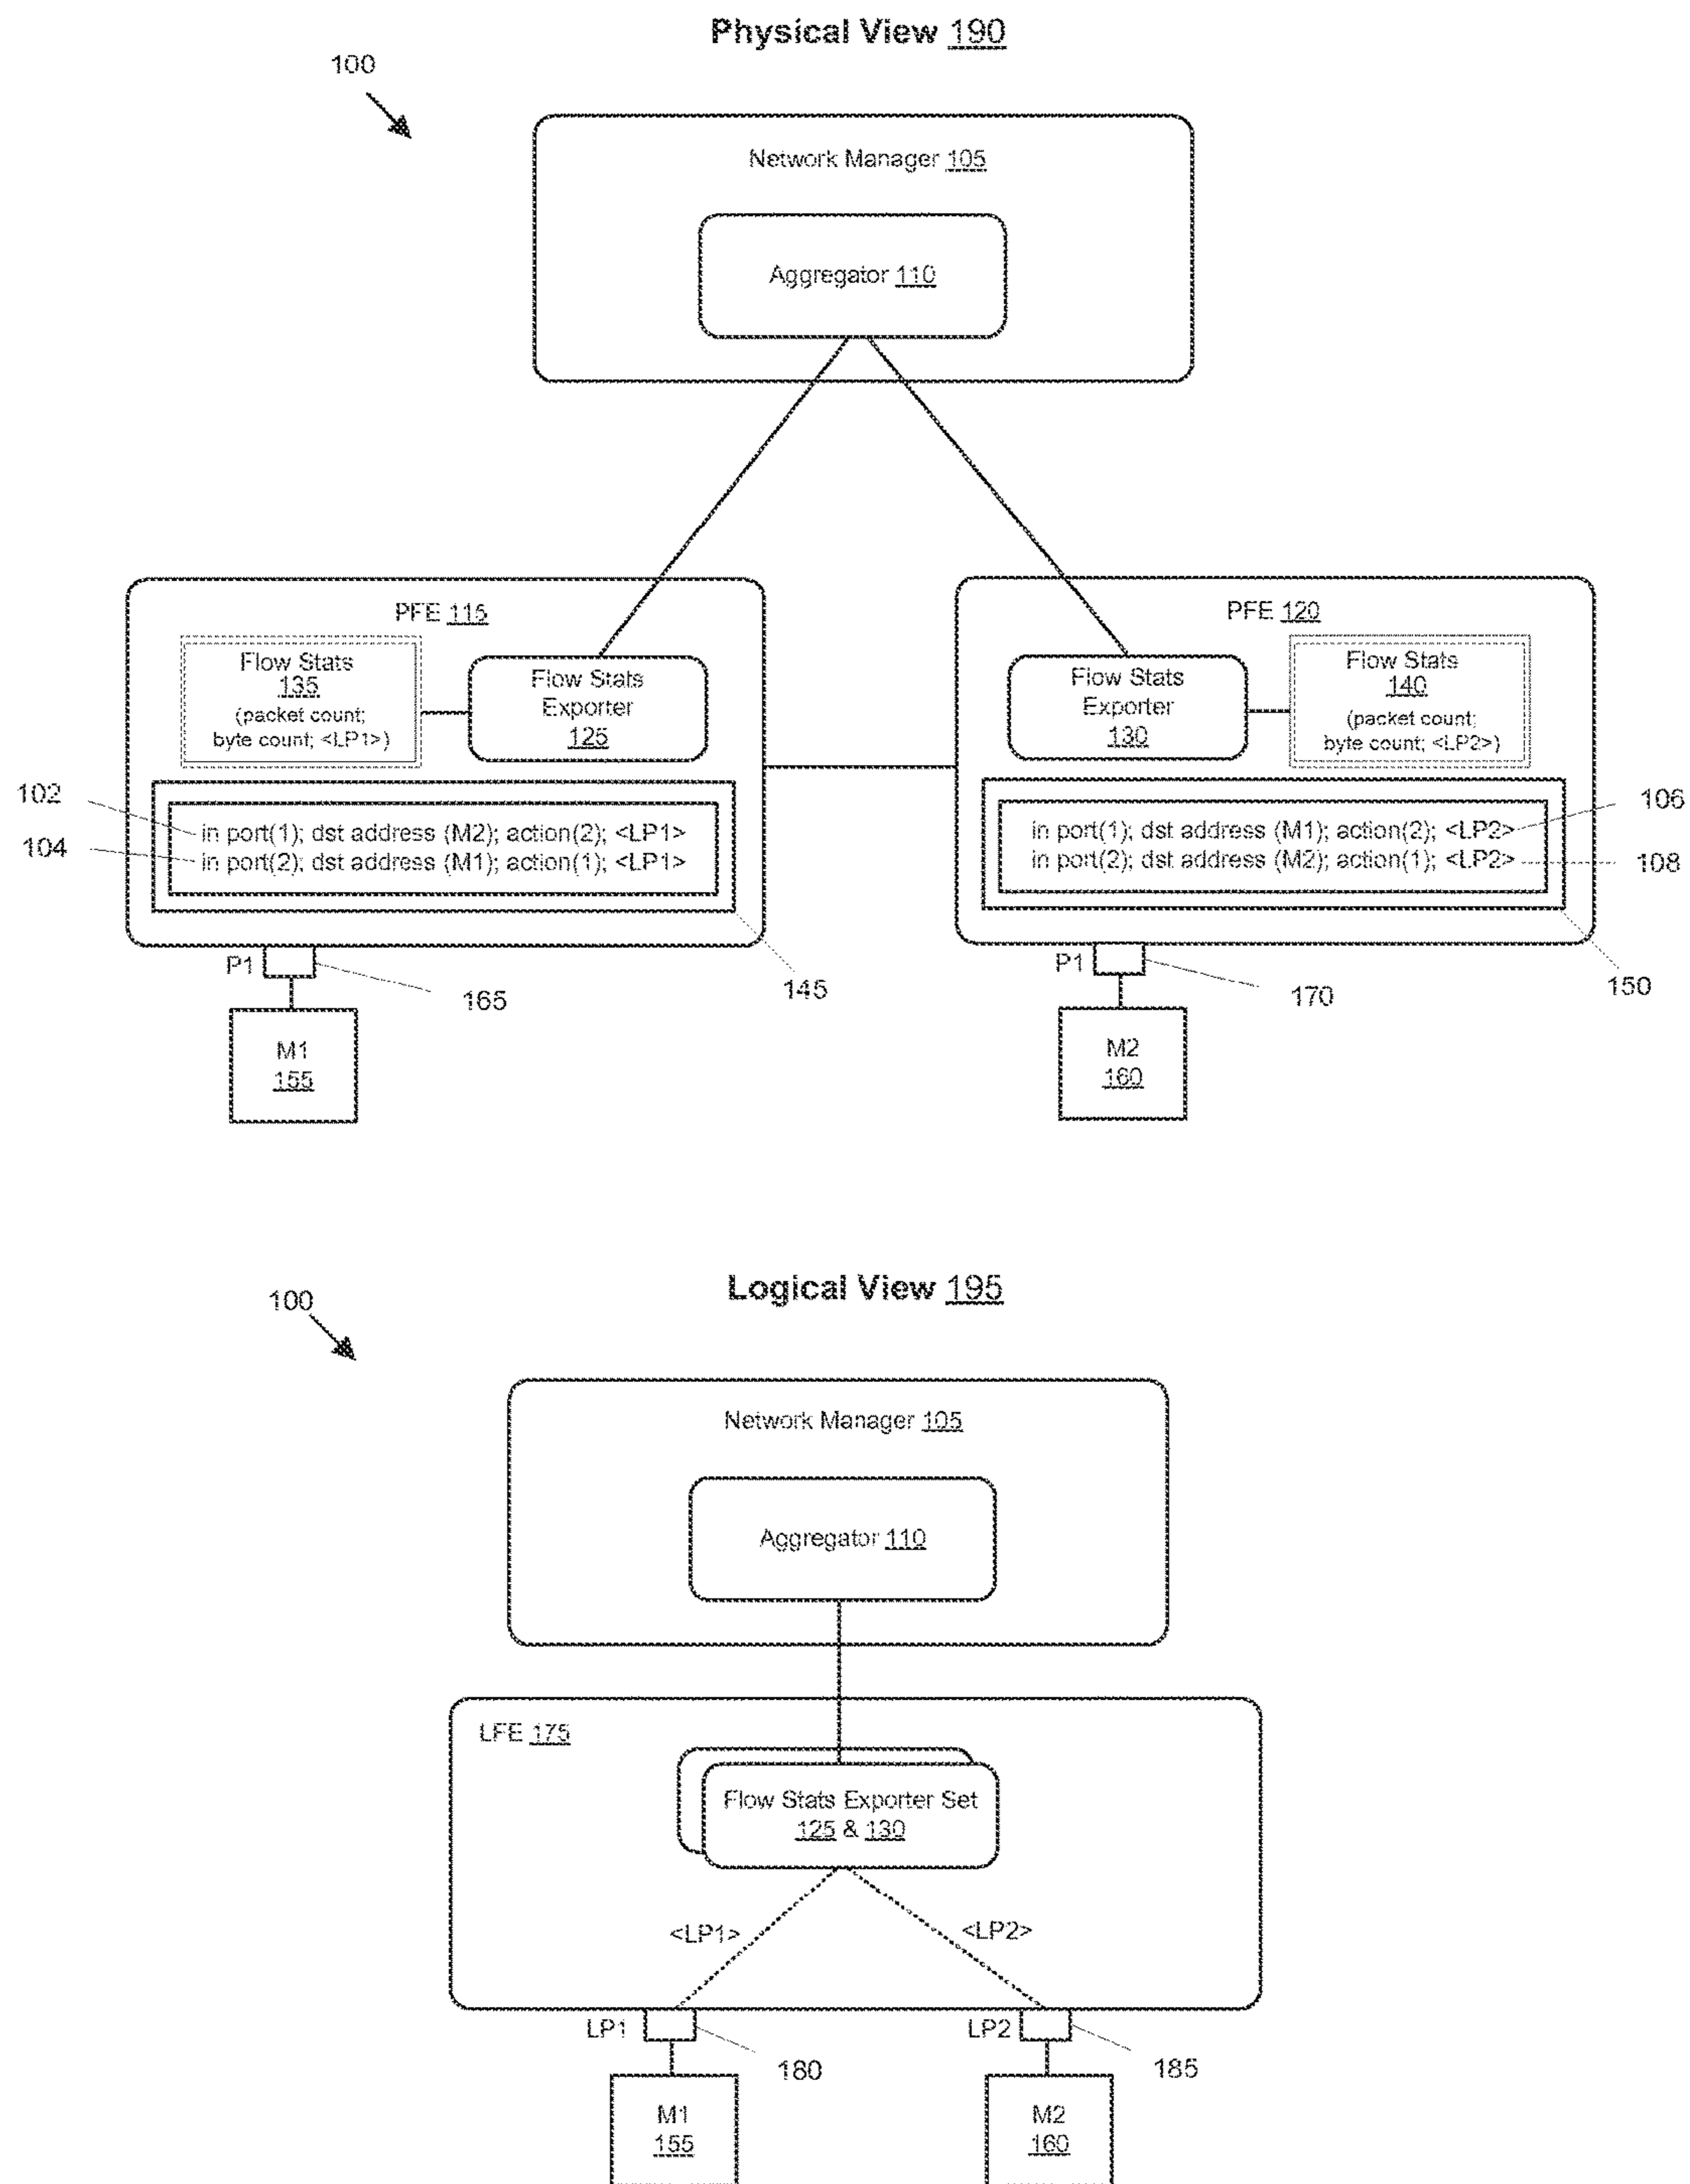 Physical View 190
100
Network Manager 105
Aggregator 110
PFE 115
Flow Stats
135
(packet count;
byte count; <LP1>)
Flow Stats
Exporter
125
102
104
in port(1); dst address (M2); action(2); <LP1>
in port(2); dst address (M1); action(1); <LP1>
P1
165
145
M1
155
PFE 120
Flow Stats
Exporter
130
Flow Stats
140
(packet count;
byte count; <LP2>)
in port(1); dst address (M1); action(2); <LP2>
in port(2); dst address (M2); action(1); <LP2>
106
108
P1
170
150
M2
160
Logical View 195
100
Network Manager 105
Aggregator 110
LFE 175
Flow Stats Exporter Set
125 & 130
<LP1>
<LP2>
LP1
180
LP2
185
M1
155
M2
160